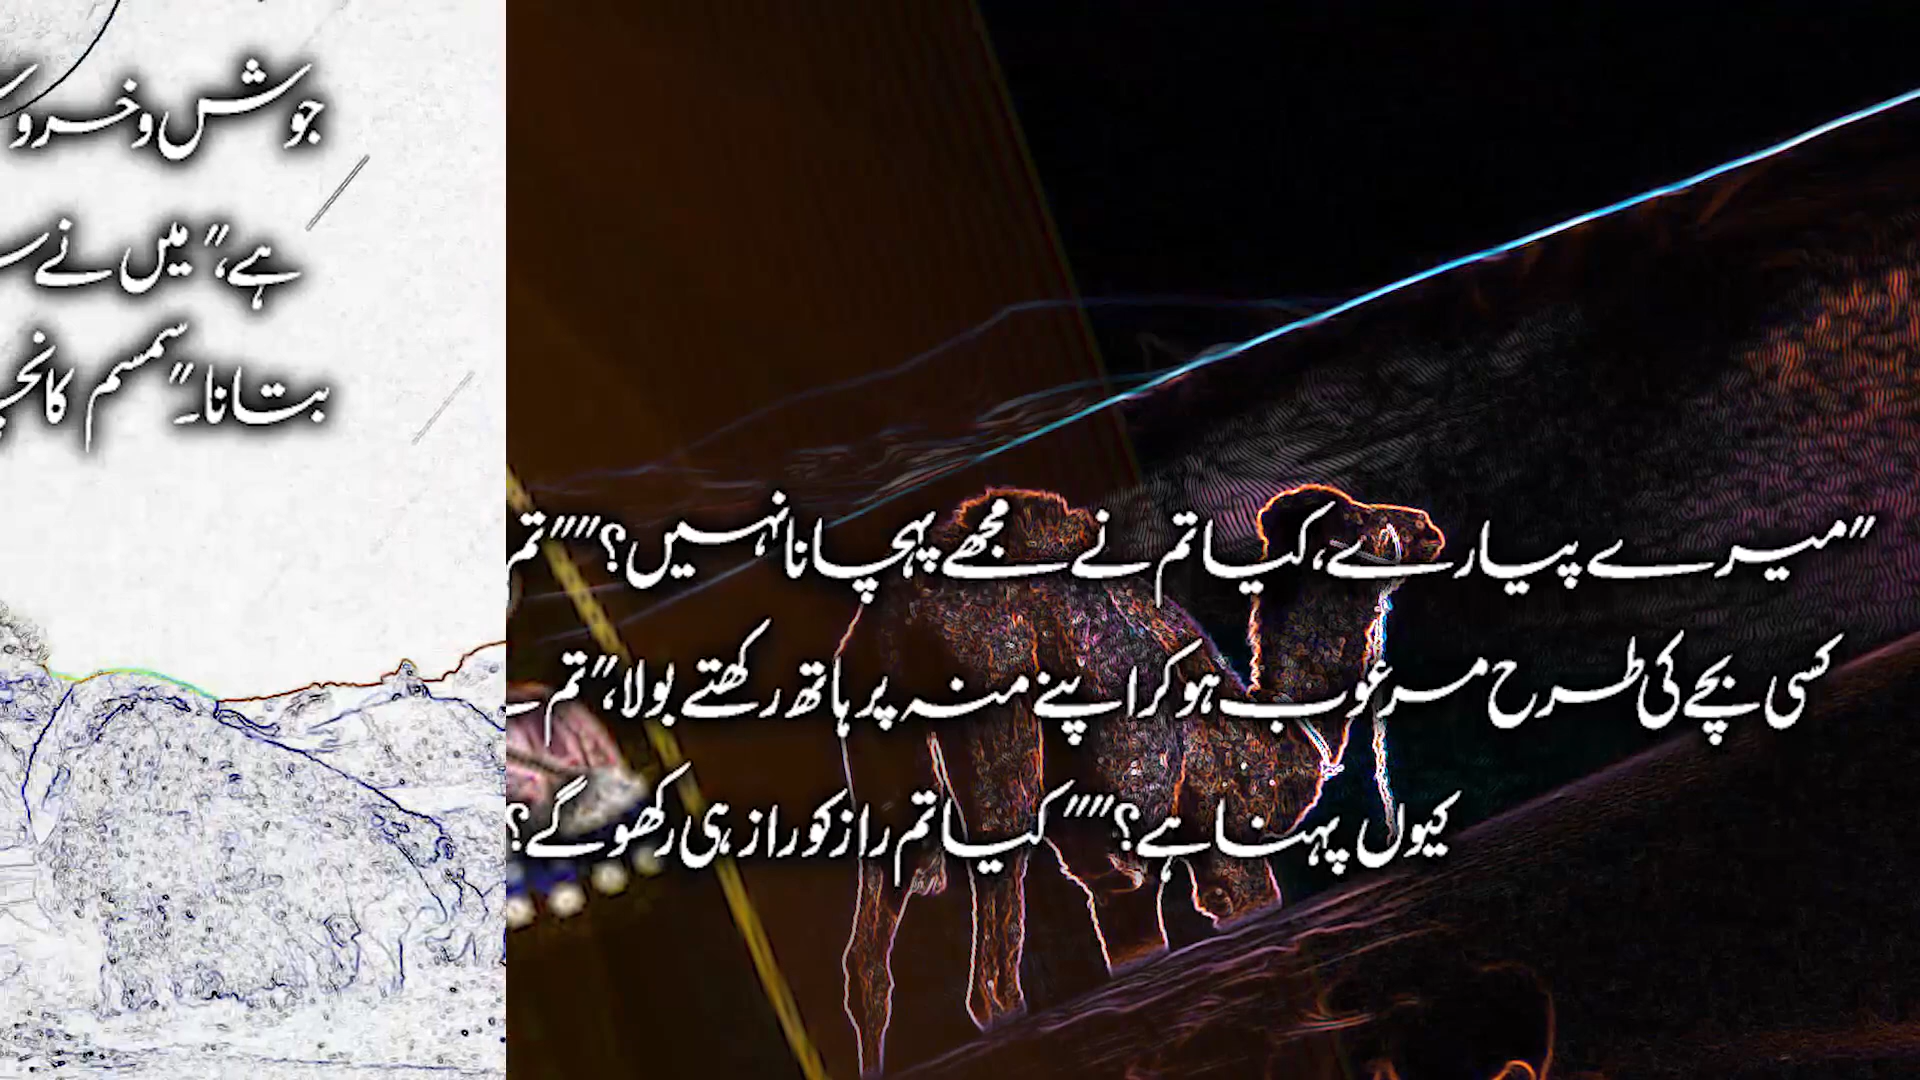 جوش و خرو
ہے،" میں نے
بتانا۔" سمسم کا
"میرے پیارے، کیا تم نے مجھے پہچانا نہیں؟" "تم
کسی بچے کی طرح مرعوب ہو کر اپنے منہ پر ہاتھ رکھتے بولا، "تم
کیوں پہنا ہے؟" "کیا تم راز کو راز ہی رکھو گے؟